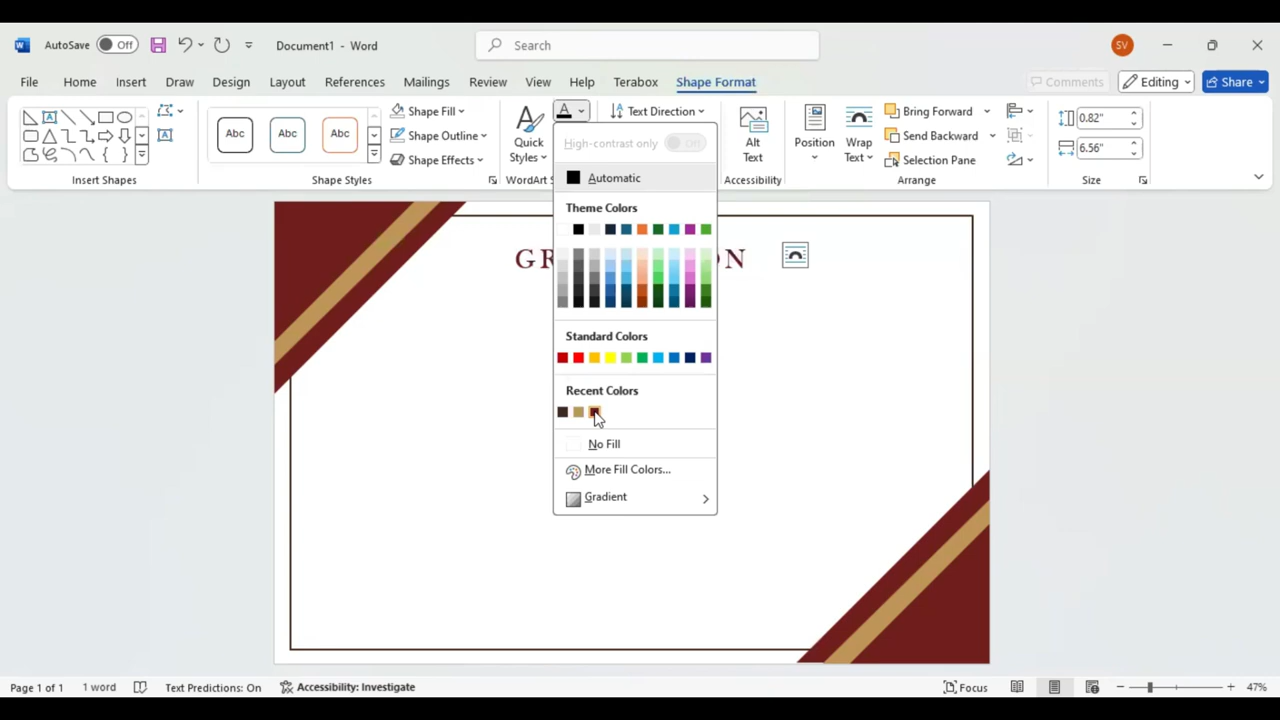 AutoSave Off Document1 - Word Search SV
File Home Insert Draw Design Layout References Mailings Review View Help Terabox Shape Format Comments Editing Share
Abc Abc Abc
Shape Fill
Shape Outline
Shape Effects
Quick
Styles
A
Text Direction
Alt
Text
Position
Wrap
Text
Bring Forward
Send Backward
Selection Pane
0.82"
6.56"
Insert Shapes Shape Styles WordArt S Accessibility Arrange Size
High-contrast only Off
Automatic
Theme Colors
Standard Colors
Recent Colors
No Fill
More Fill Colors...
Gradient
GR ON
Page 1 of 1 1 word Text Predictions: On Accessibility: Investigate Focus 47%